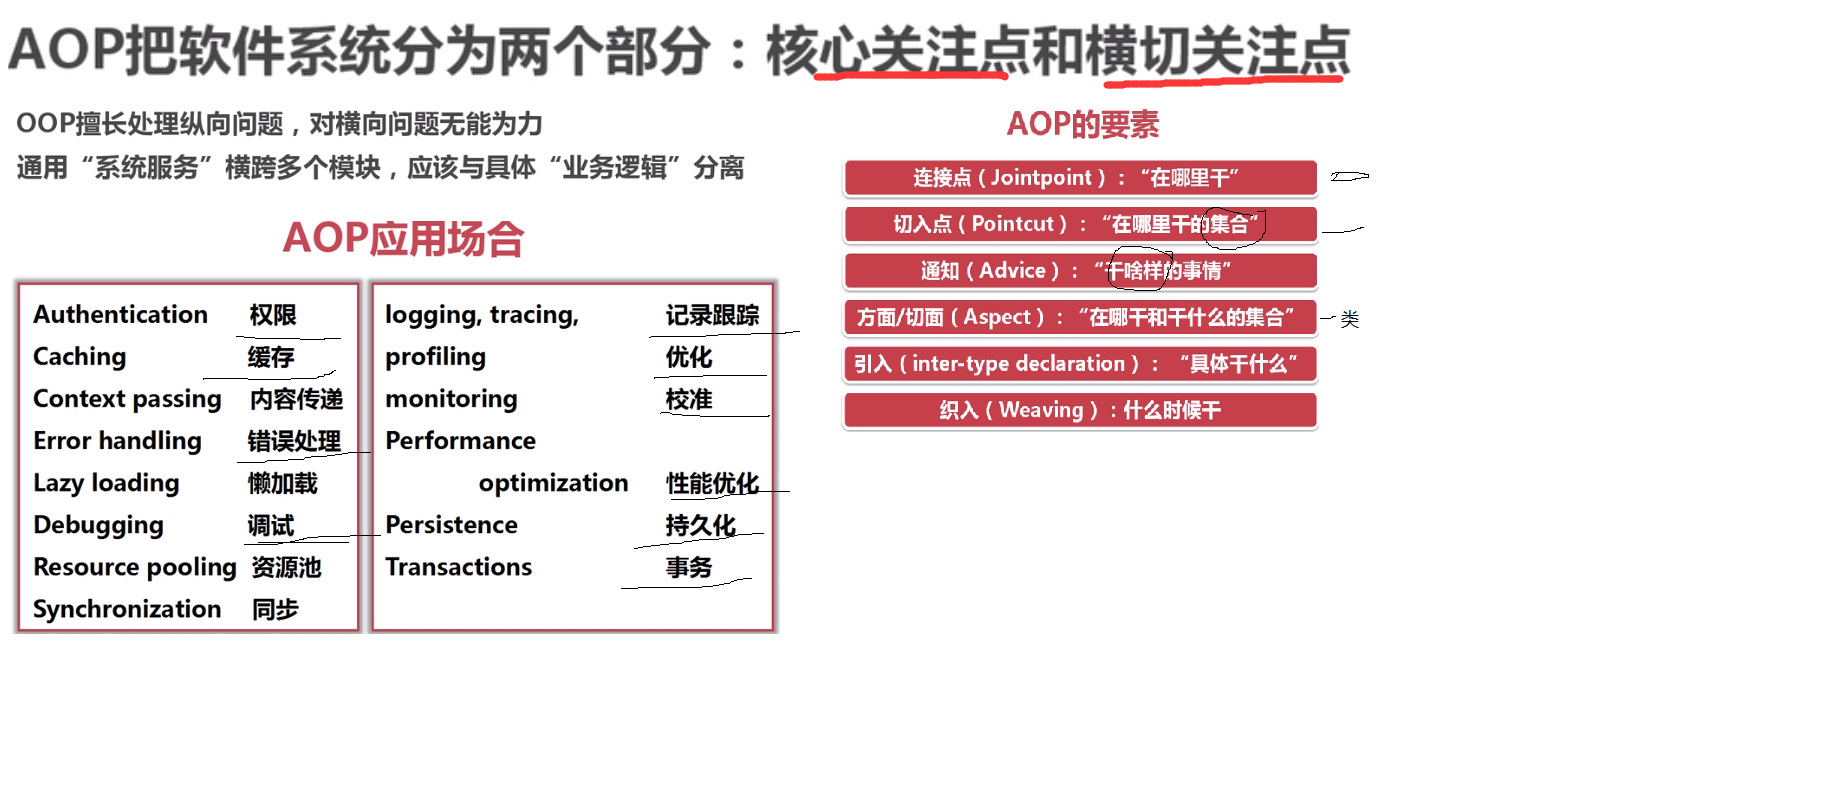 AOP把软件系统分为两个部分：核心关注点和横切关注点
OOP擅长处理纵向问题，对横向问题无能为力
通用“系统服务”横跨多个模块，应该与具体“业务逻辑”分离
AOP应用场合
Authentication 权限
Caching 缓存
Context passing 内容传递
Error handling 错误处理
Lazy loading 懒加载
Debugging 调试
Resource pooling 资源池
Synchronization 同步
logging, tracing, 记录跟踪
profiling 优化
monitoring 校准
Performance
optimization 性能优化
Persistence 持久化
Transactions 事务
AOP的要素
连接点（Jointpoint）：“在哪里干”
切入点（Pointcut）：“在哪里干的集合”
通知（Advice）：“干啥样的事情”
方面/切面（Aspect）：“在哪干和干什么的集合” 类
引入（inter-type declaration）：“具体干什么”
织入（Weaving）：什么时候干